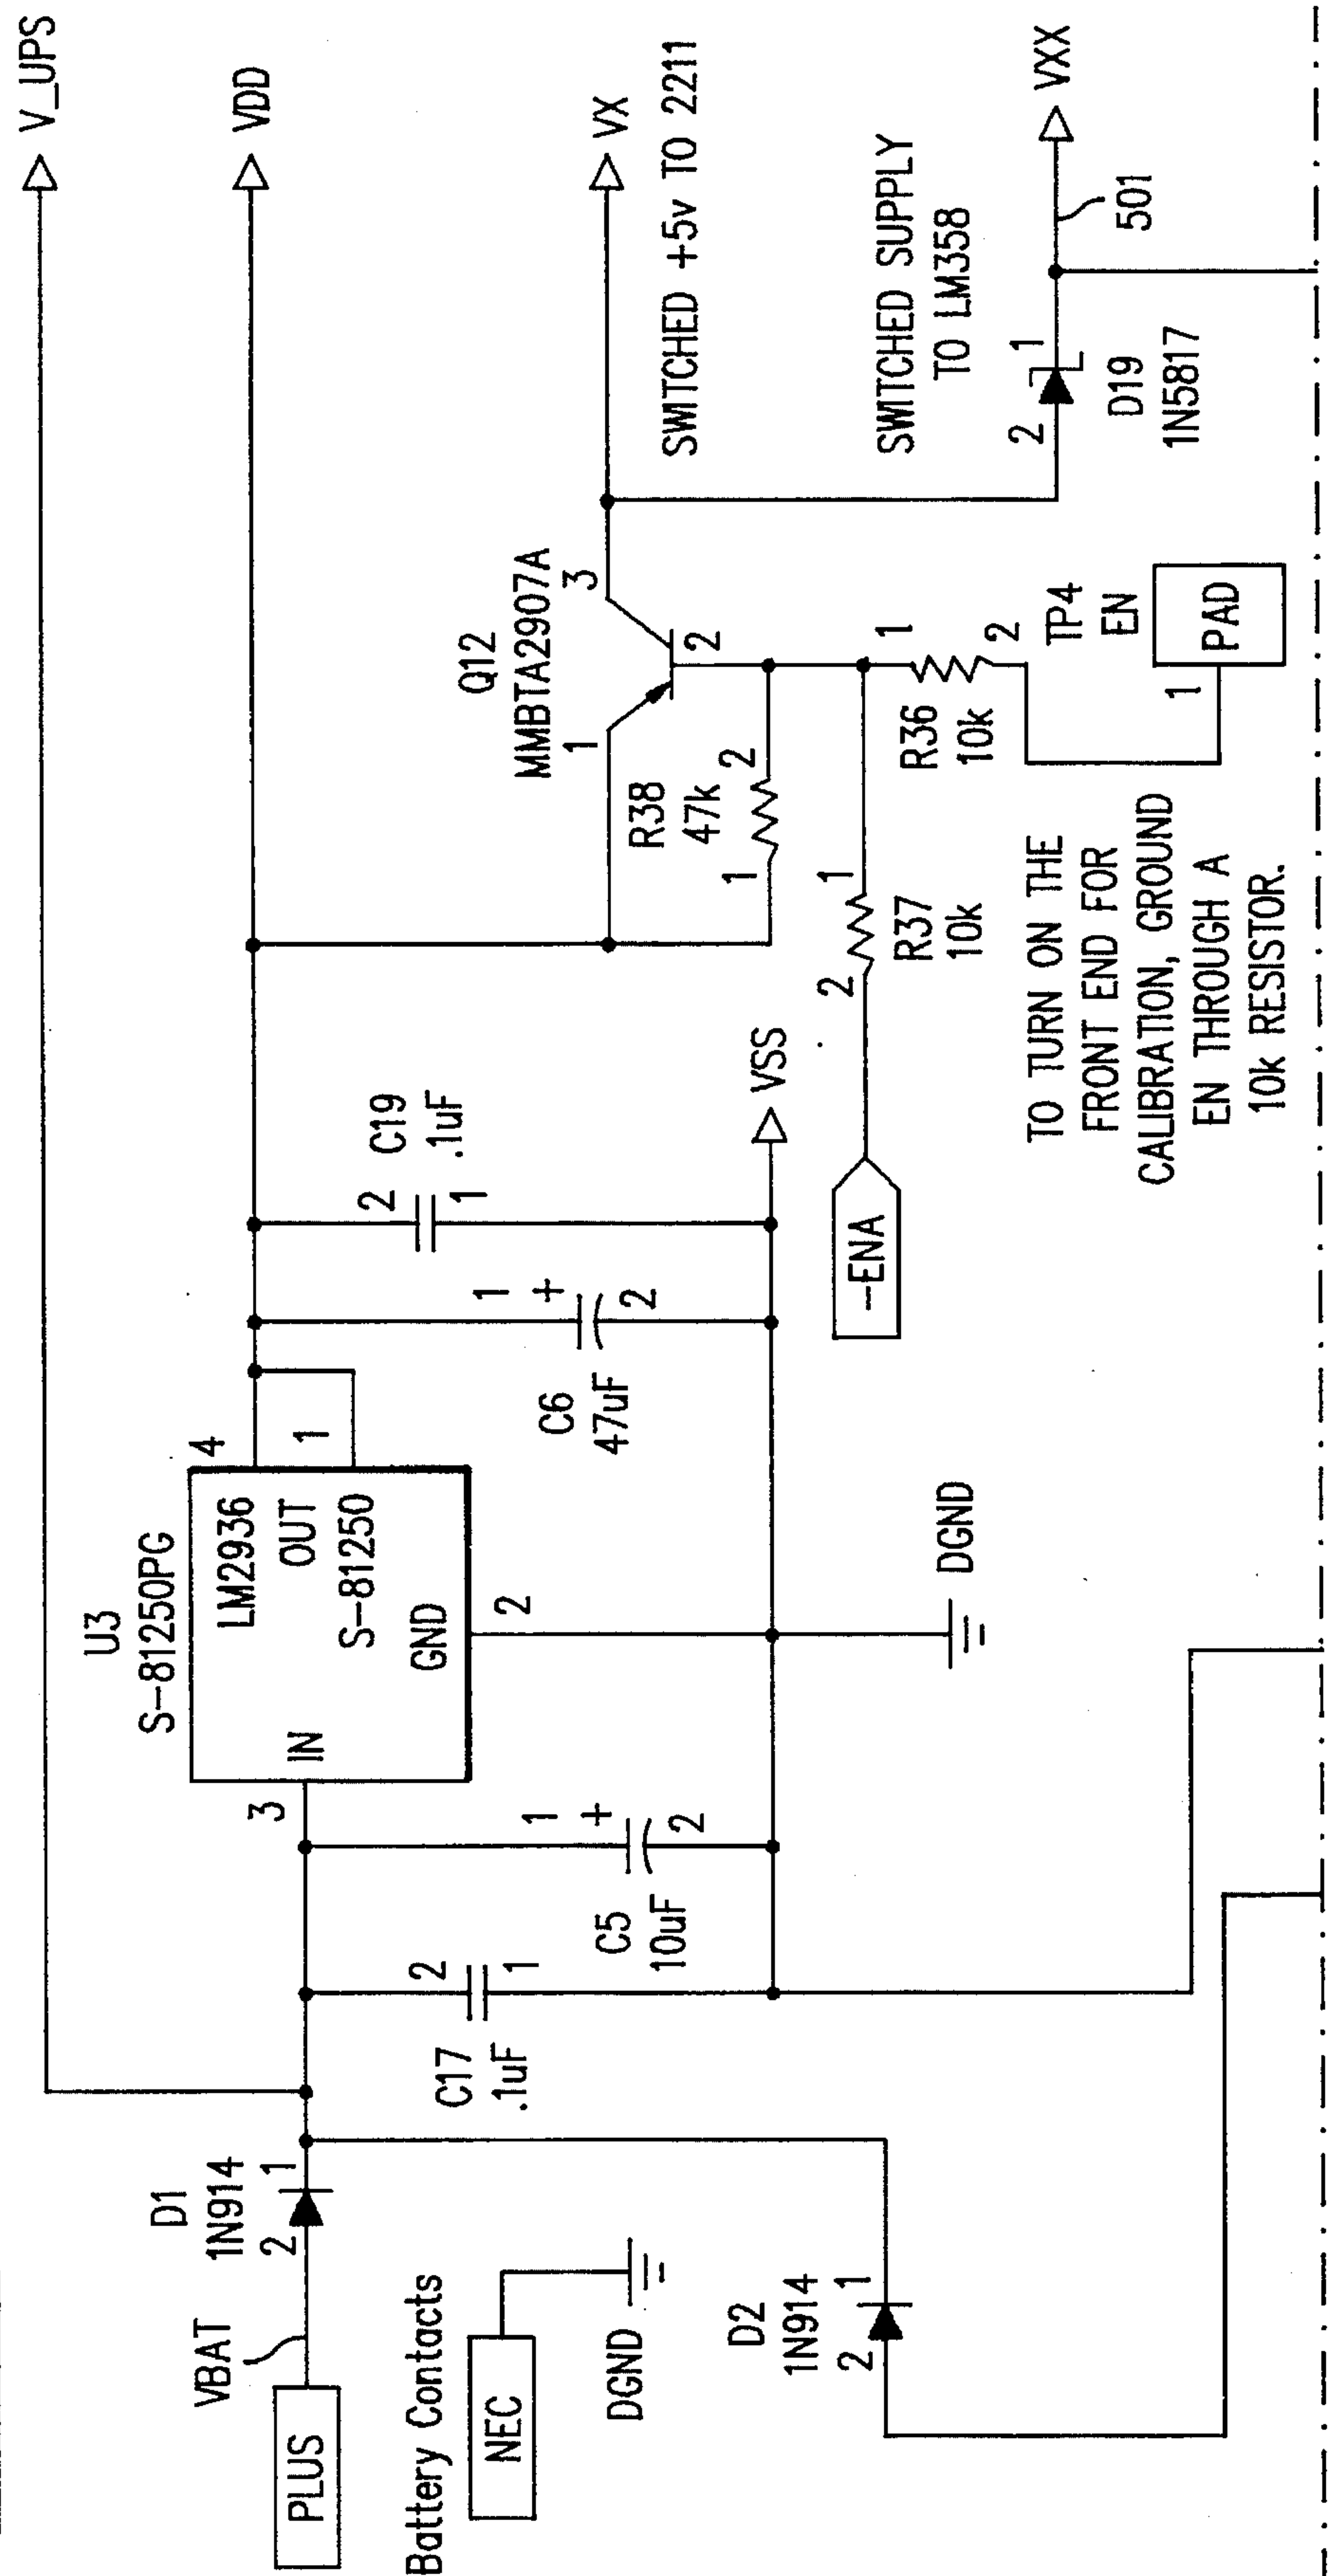 V_UPS
VDD
U3
S-81250PG
D1
1N914
2
1
VBAT
PLUS
3
IN
LM2936
OUT
S-81250
GND
4
1
2
C19
.1uF
2
1
C6
47uF
1
+
2
C5
10uF
1
+
2
C17
.1uF
2
1
Battery Contacts
NEC
DGND
D2
1N914
2
1
DGND
VSS
Q12
MMBTA2907A
1
3
2
VX
SWITCHED +5v TO 2211
R38
47k
1
2
-ENA
R37
10k
2
1
R36
10k
1
2
TP4
EN
PAD
1
SWITCHED SUPPLY
TO LM358
VXX
501
2
1
D19
1N5817
TO TURN ON THE
FRONT END FOR
CALIBRATION, GROUND
EN THROUGH A
10k RESISTOR.